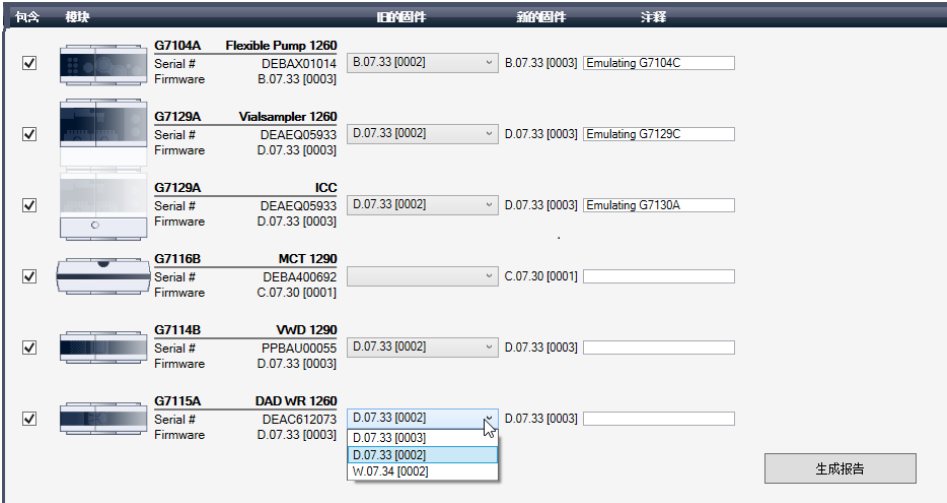 包含 模块 旧的固件 新的固件 注释
G7104A Flexible Pump 1260
Serial # DEBAX01014 B.07.33 [0002] B.07.33 [0003] Emulating G7104C
Firmware B.07.33 [0003]
G7129A Vialsampler 1260
Serial # DEAEQ05933 D.07.33 [0002] D.07.33 [0003] Emulating G7129C
Firmware D.07.33 [0003]
G7129A ICC
Serial # DEAEQ05933 D.07.33 [0002] D.07.33 [0003] Emulating G7130A
Firmware D.07.33 [0003]
G7116B MCT 1290
Serial # DEBA400692 C.07.30 [0001]
Firmware C.07.30 [0001]
G7114B VWD 1290
Serial # PPBAU00055 D.07.33 [0002] D.07.33 [0003]
Firmware D.07.33 [0003]
G7115A DAD WR 1260
Serial # DEAC612073 D.07.33 [0002] D.07.33 [0003]
Firmware D.07.33 [0003]
D.07.33 [0003]
D.07.33 [0002]
W.07.34 [0002]
生成报告